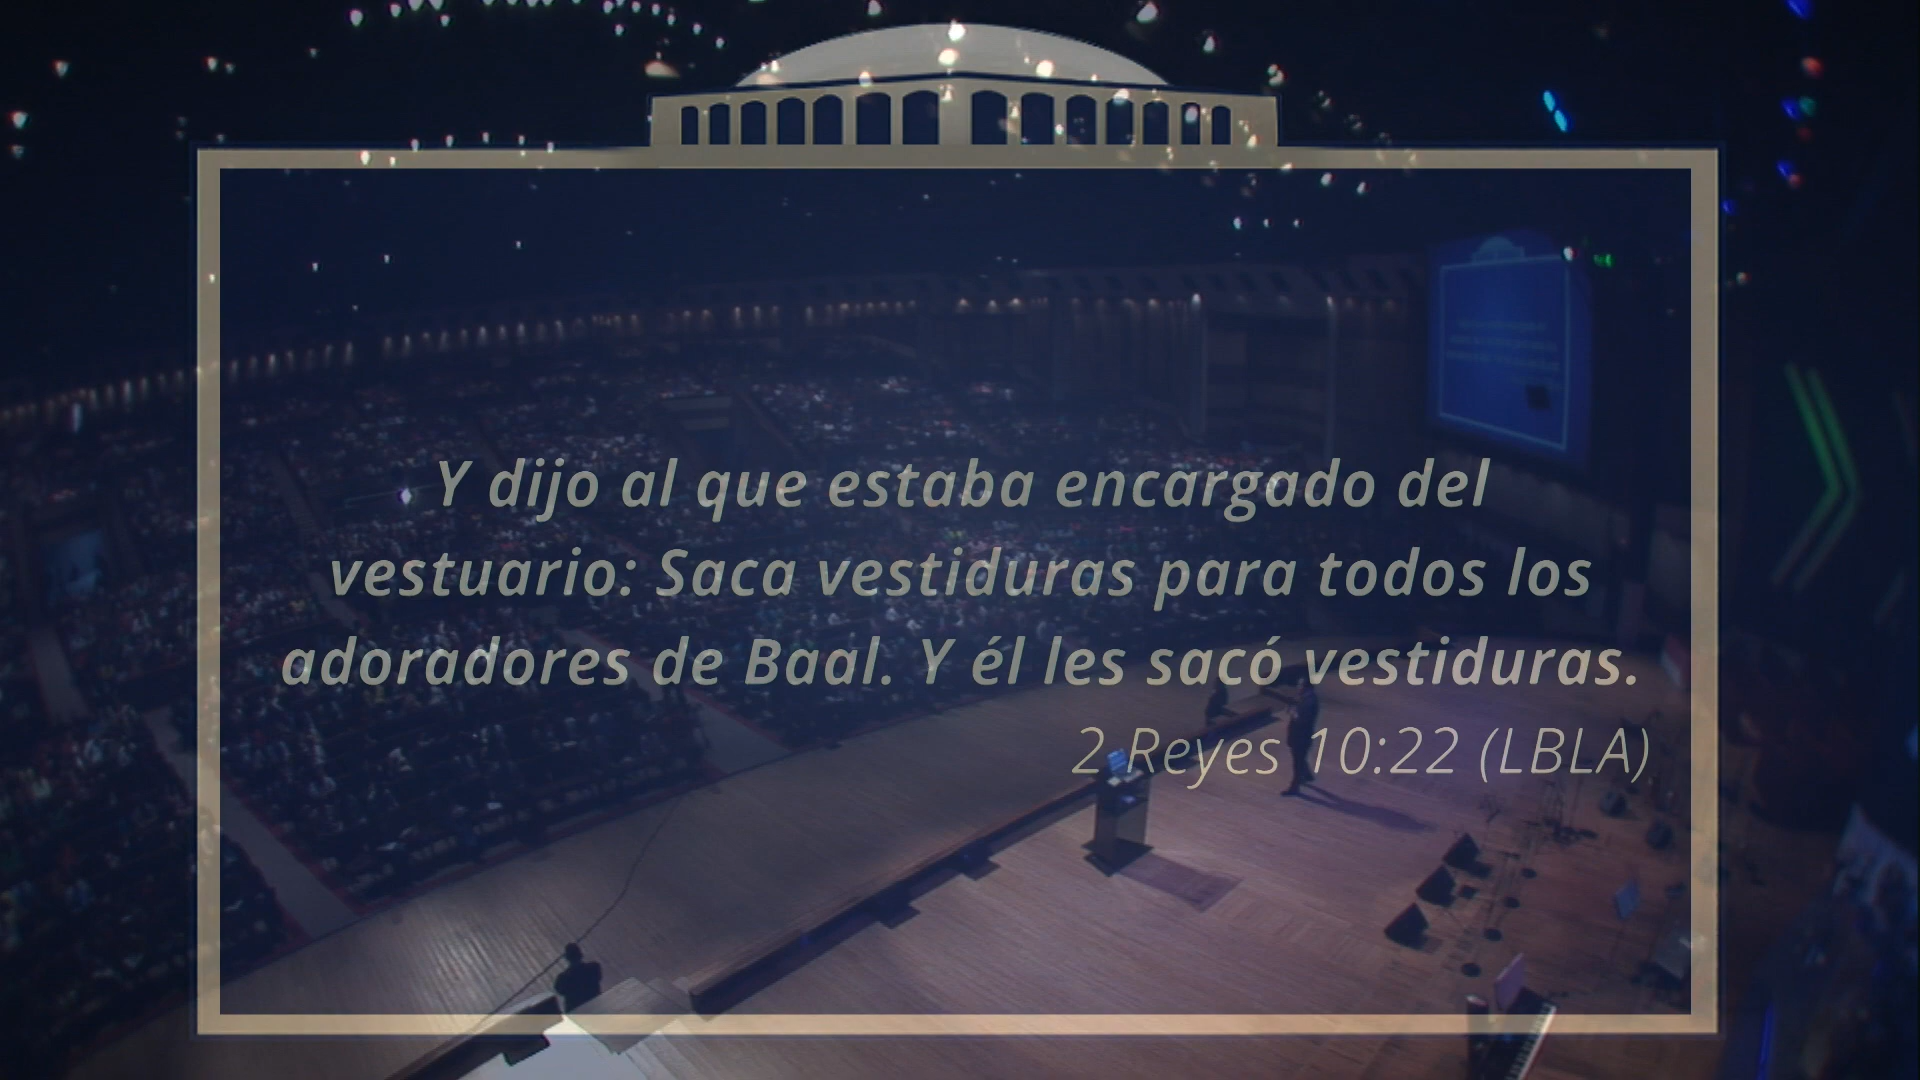 Y dijo al que estaba encargado del
vestuario: Saca vestiduras para todos los
adoradores de Baal. Y él les sacó vestiduras.
2 Reyes 10:22 (LBLA)